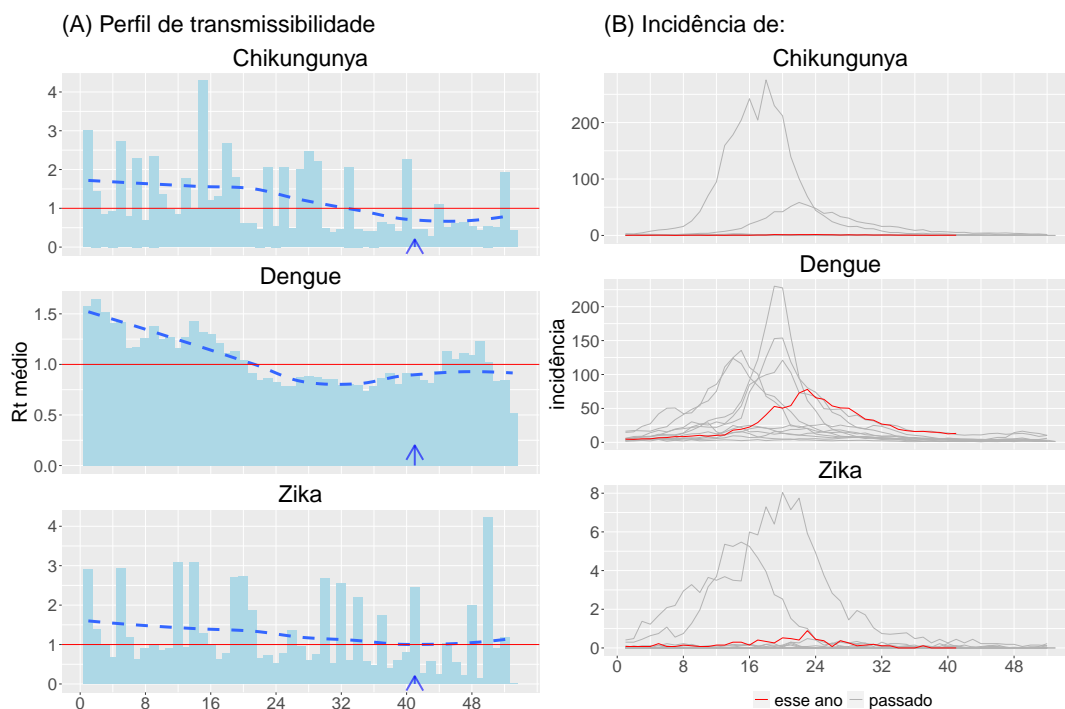 (A) Perfil de transmissibilidade
Chikungunya
4
3
2
1
0
Dengue
Rt médio
1.5
1.0
0.5
0.0
Zika
4
3
2
1
0
0 8 16 24 32 40 48
(B) Incidência de:
Chikungunya
200
100
0
Dengue
incidência
200
150
100
50
0
Zika
8
6
4
2
0
0 8 16 24 32 40 48
esse ano passado